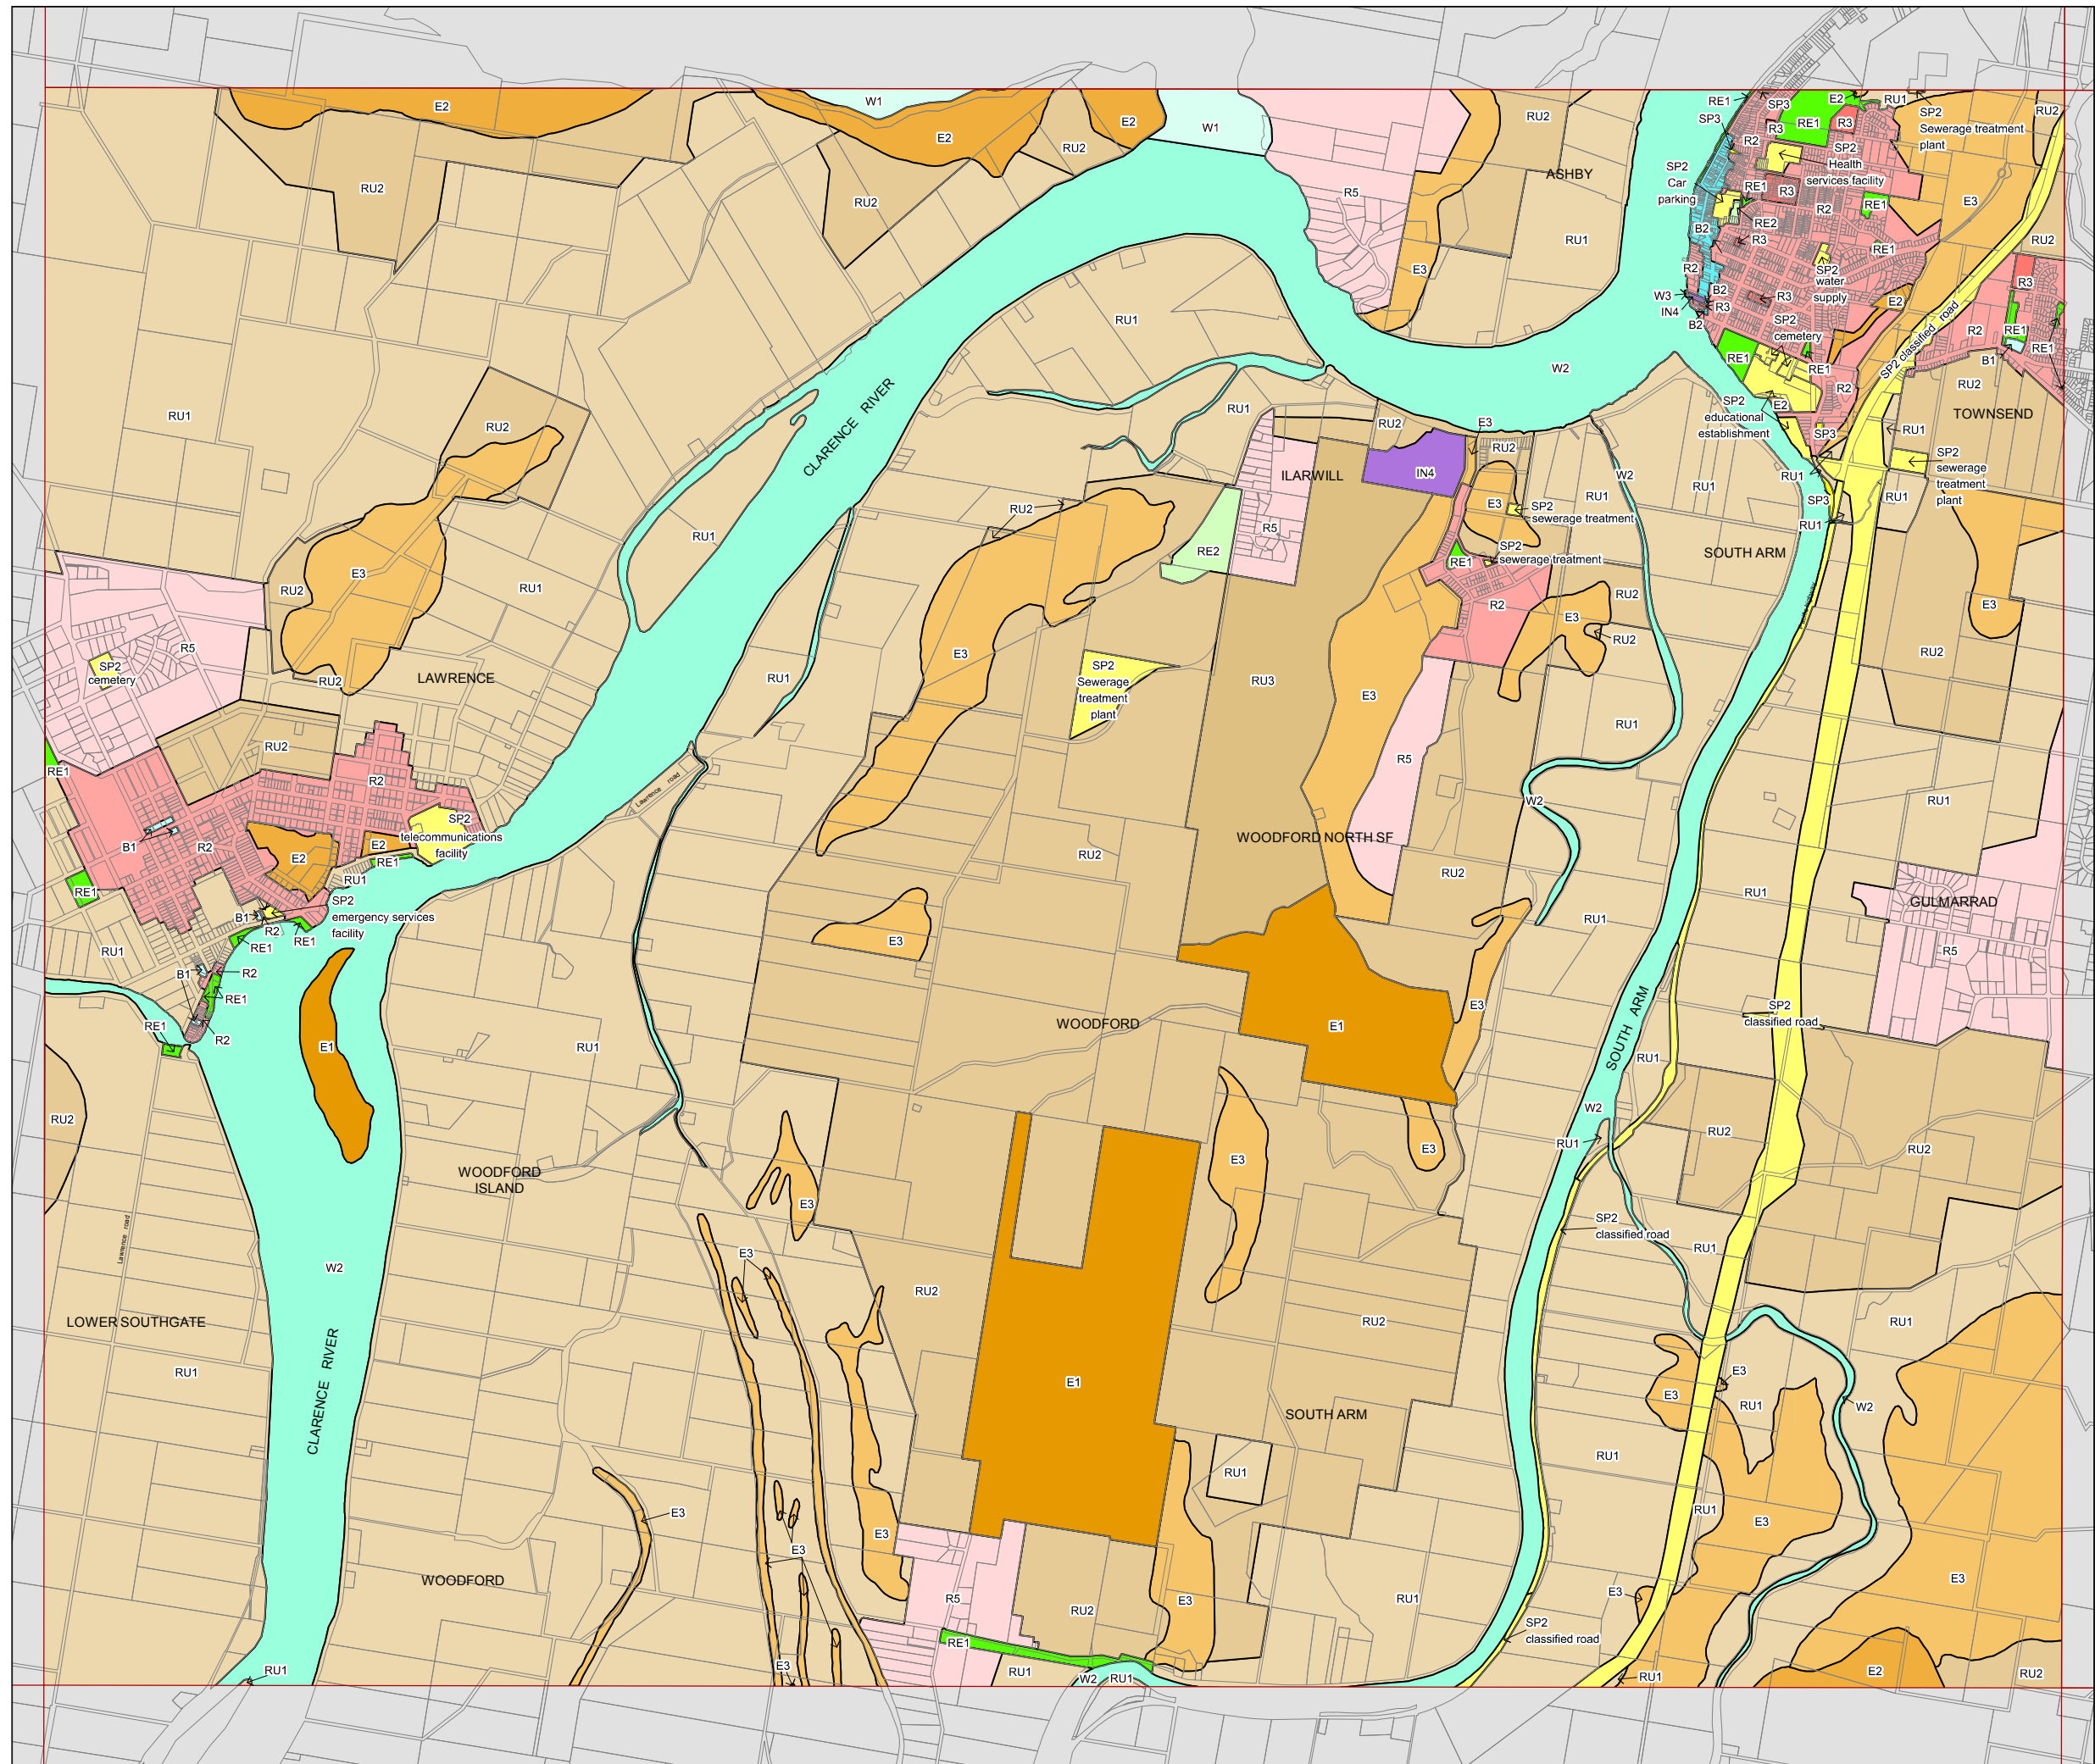 E2
W1
E2
E2
RU2
W1
RU2
RE1
SP3
SP3
E2
RU1
SP2
Sewerage treatment
plant
RU2
R3
RE1
R3
R2
SP2
Health
services facility
RU2
RU2
R5
ASHBY
SP2
Car
parking
RE1
R3
R2
RE1
E3
RE2
B2
R3
RE1
RU2
RU1
E3
R2
SP2
water
supply
R3
W3
IN4
B2
R3
B2
R3
E2
SP2
cemetery
SP2 classified road
R2
RE1
RE1
B1
RU1
RU1
CLARENCE RIVER
W2
RE1
RE1
R2
RU2
TOWNSEND
RU2
RU1
RU2
E3
RU2
SP2
educational
establishment
E2
SP3
RU1
SP2
sewerage
treatment
plant
ILARWILL
IN4
W2
RU1
RU1
RU1
RU1
SP3
RU1
RU2
E3
SP2
sewerage treatment
R5
RU1
RE2
SP2
sewerage treatment
RE1
SOUTH ARM
E3
RU2
RU1
R2
RU2
E3
E3
RU2
R5
SP2
cemetery
RU2
LAWRENCE
E3
RU1
SP2
Sewerage
treatment
plant
RU3
E3
RU2
RU1
RU2
RE1
R2
Lawrence road
R5
W2
RU1
SP2
telecommunications
facility
B1
R2
E2
E2
RE1
RU1
RU2
WOODFORD NORTH SF
RU2
RE1
RU1
GULMARRAD
SP2
emergency services
facility
B1
R2
RE1
RE1
RU1
E3
RU1
R5
B1
R2
RE1
E3
SP2
classified road
RE1
R2
E1
RU1
WOODFORD
E1
SOUTH ARM
RU1
RU2
W2
RU1
RU2
RU2
E3
E3
WOODFORD
ISLAND
E3
SP2
classified road
RU1
Lawrence road
W2
E3
RU2
LOWER SOUTHGATE
RU2
RU1
RU1
CLARENCE RIVER
E1
E3
E3
RU1
W2
SOUTH ARM
RU1
RU1
E3
E3
RU1
E3
E3
WOODFORD
R5
RU2
E3
RU1
E3
E3
SP2
classified road
RE1
RU1
E3
RU1
W2
RU1
RU1
E2
RU2